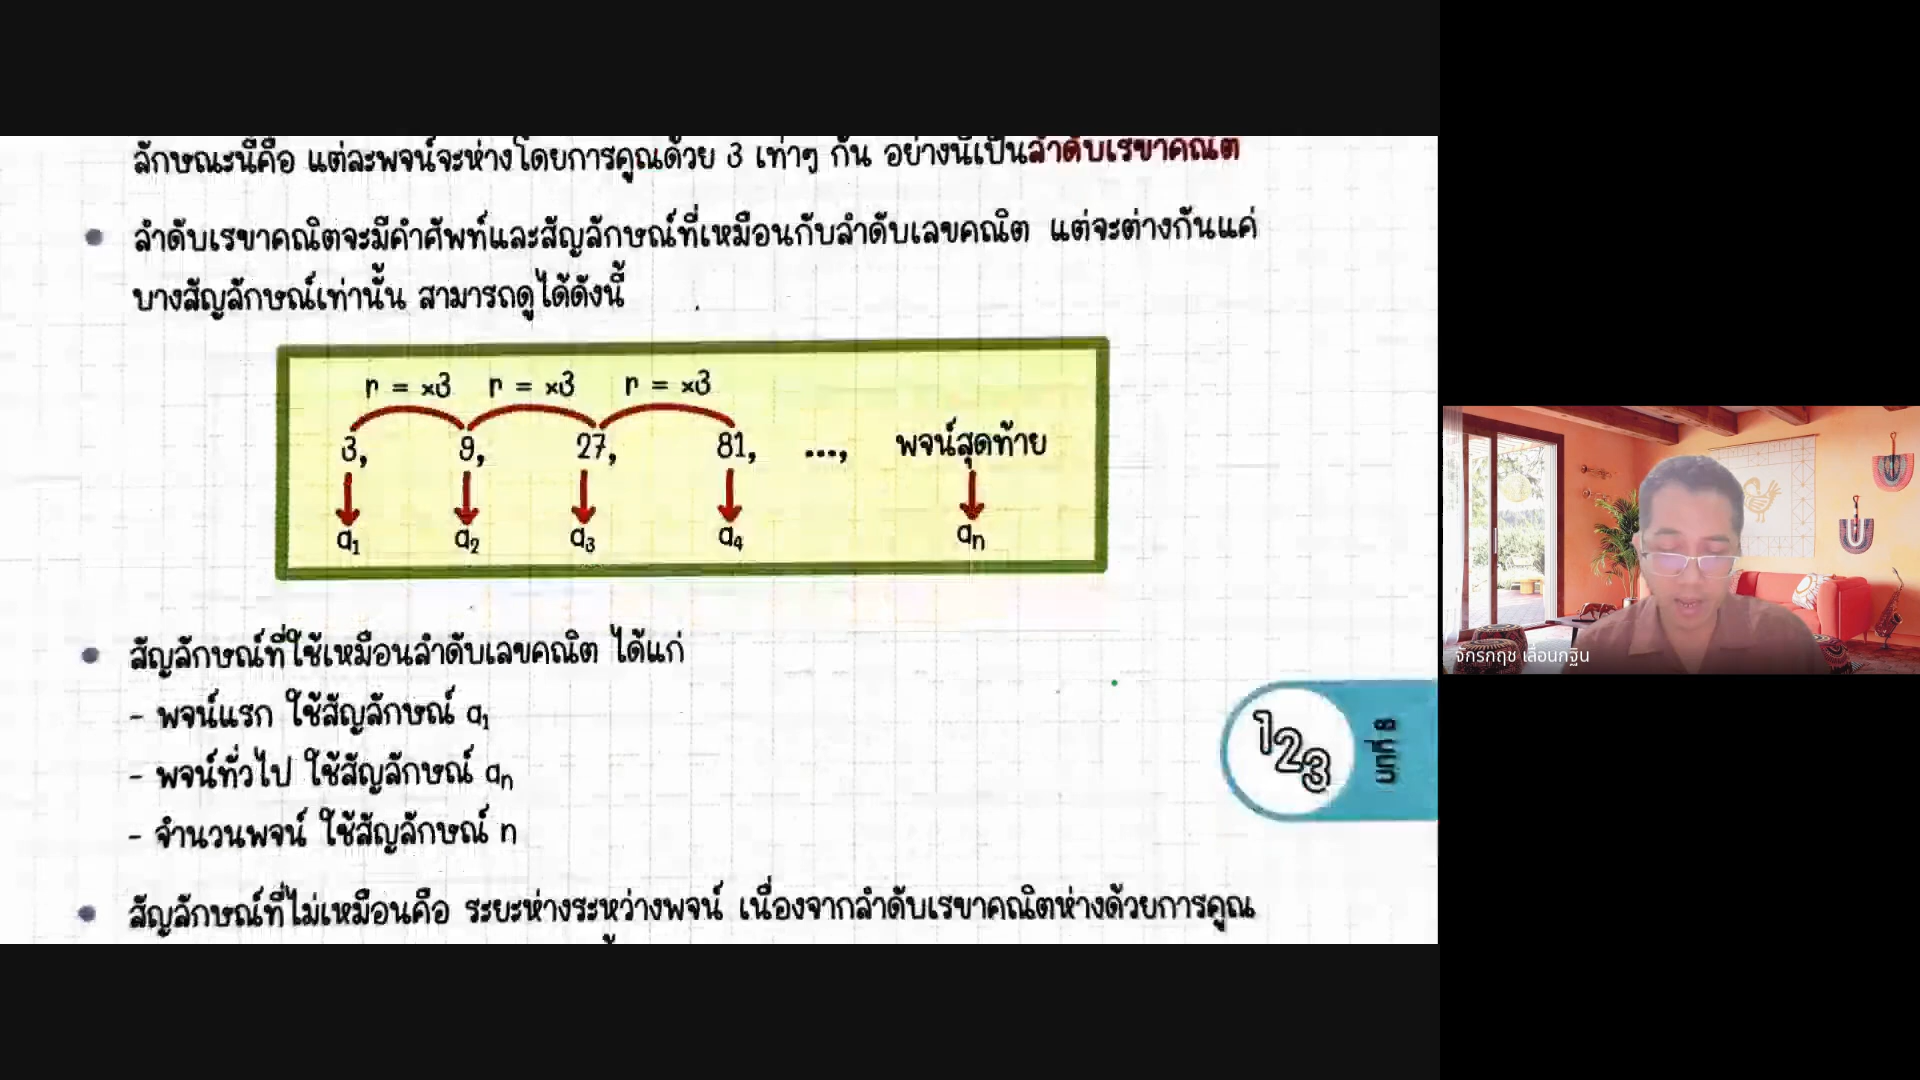 ลักษณะนี้คือ แต่ละพจน์จะห่างโดยการคูณด้วย 3 เท่าๆ กัน อย่างนี้เป็นลำดับเรขาคณิต
ลำดับเรขาคณิตจะมีคำศัพท์และสัญลักษณ์ที่เหมือนกับลำดับเลขคณิต แต่จะต่างกันแค่
บางสัญลักษณ์เท่านั้น สามารถดูได้ดังนี้
r = ×3 r = ×3 r = ×3
3, 9, 27, 81, ..., พจน์สุดท้าย
a₁ a₂ a₃ a₄ aₙ
สัญลักษณ์ที่ใช้เหมือนลำดับเลขคณิต ได้แก่
- พจน์แรก ใช้สัญลักษณ์ a₁
- พจน์ทั่วไป ใช้สัญลักษณ์ aₙ
- จำนวนพจน์ ใช้สัญลักษณ์ n
สัญลักษณ์ที่ไม่เหมือนคือ ระยะห่างระหว่างพจน์ เนื่องจากลำดับเรขาคณิตห่างด้วยการคูณ
123
บทที่ 8
จักรกฤช เลื่อนกฐิน